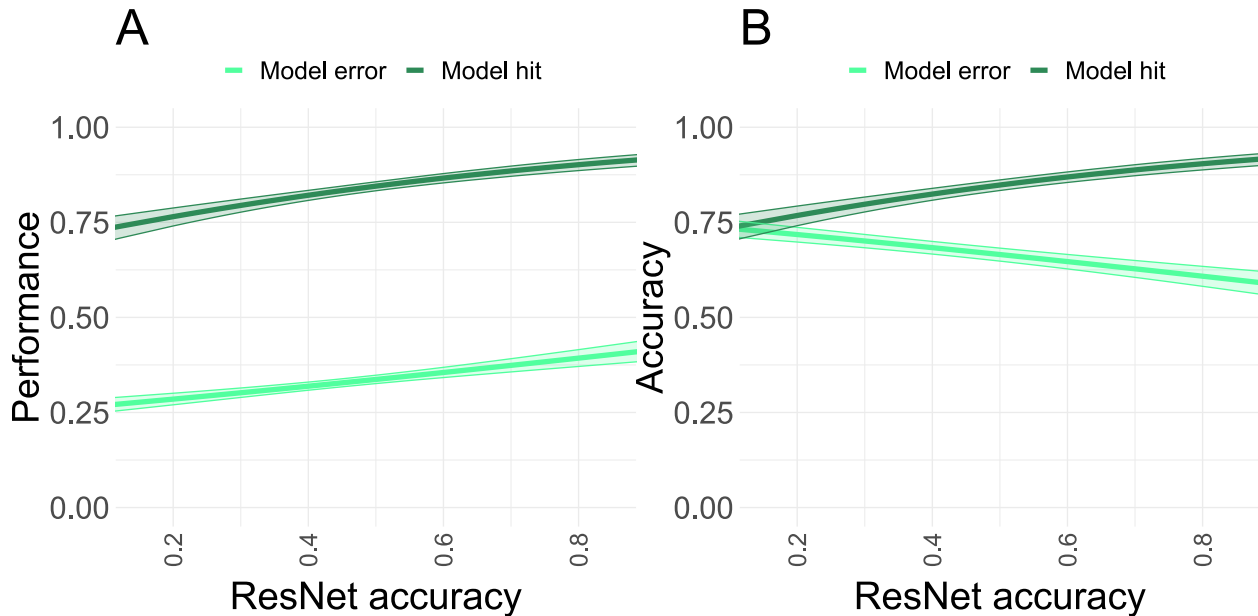 A
Model error Model hit
1.00
0.75
0.50
0.25
0.00
Performance
0.2 0.4 0.6 0.8
ResNet accuracy
B
Model error Model hit
1.00
0.75
0.50
0.25
0.00
Accuracy
0.2 0.4 0.6 0.8
ResNet accuracy